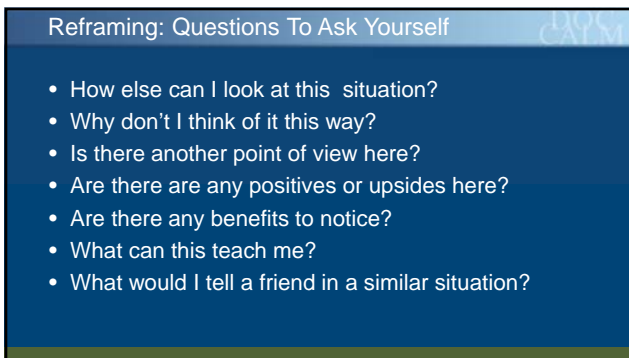 Reframing: Questions To Ask Yourself
DOC
CALM
• How else can I look at this situation?
• Why don't I think of it this way?
• Is there another point of view here?
• Are there are any positives or upsides here?
• Are there any benefits to notice?
• What can this teach me?
• What would I tell a friend in a similar situation?